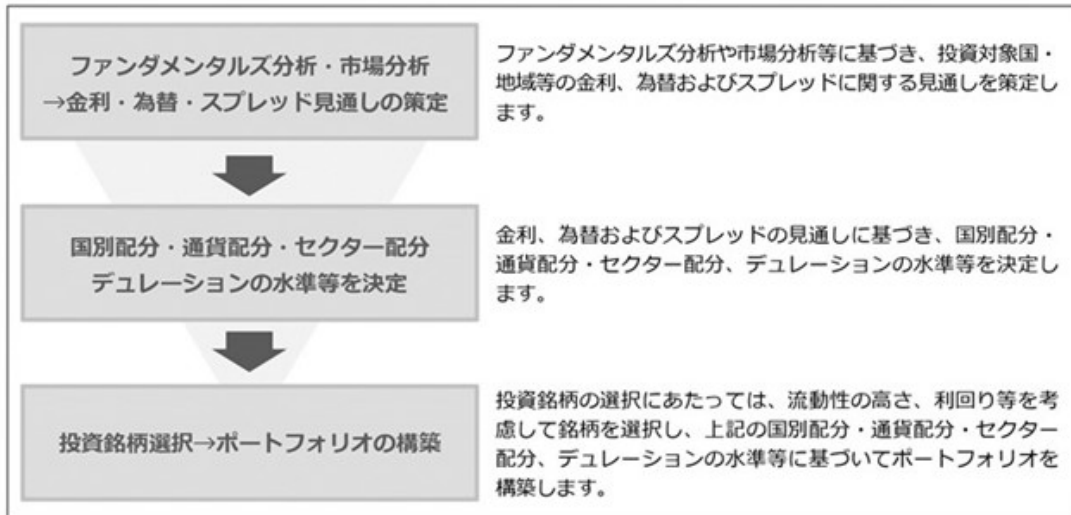 ファンダメンタルズ分析・市場分析
→金利・為替・スプレッド見通しの策定
ファンダメンタルズ分析や市場分析等に基づき、投資対象国・
地域等の金利、為替およびスプレッドに関する見通しを策定し
ます。
国別配分・通貨配分・セクター配分
デュレーションの水準等を決定
金利、為替およびスプレッドの見通しに基づき、国別配分・
通貨配分・セクター配分、デュレーションの水準等を決定し
ます。
投資銘柄選択→ポートフォリオの構築
投資銘柄の選択にあたっては、流動性の高さ、利回り等を考
慮して銘柄を選択し、上記の国別配分・通貨配分・セクター
配分、デュレーションの水準等に基づいてポートフォリオを
構築します。